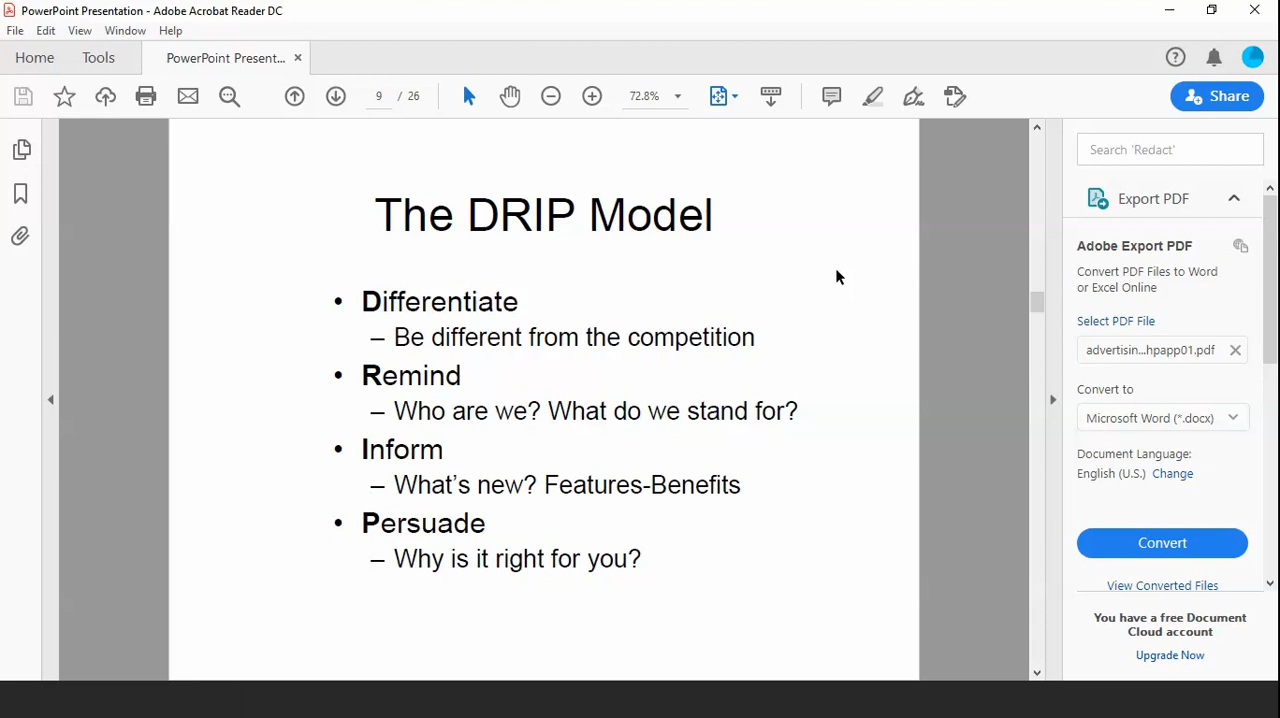 PowerPoint Presentation - Adobe Acrobat Reader DC
File Edit View Window Help
Home Tools PowerPoint Present... ×
9 / 26 72.8% Share
Search 'Redact'
Export PDF
Adobe Export PDF
Convert PDF Files to Word
or Excel Online
Select PDF File
advertisin...hpapp01.pdf
Convert to
Microsoft Word (*.docx)
Document Language:
English (U.S.) Change
Convert
View Converted Files
You have a free Document
Cloud account
Upgrade Now
The DRIP Model
• Differentiate
– Be different from the competition
• Remind
– Who are we? What do we stand for?
• Inform
– What's new? Features-Benefits
• Persuade
– Why is it right for you?